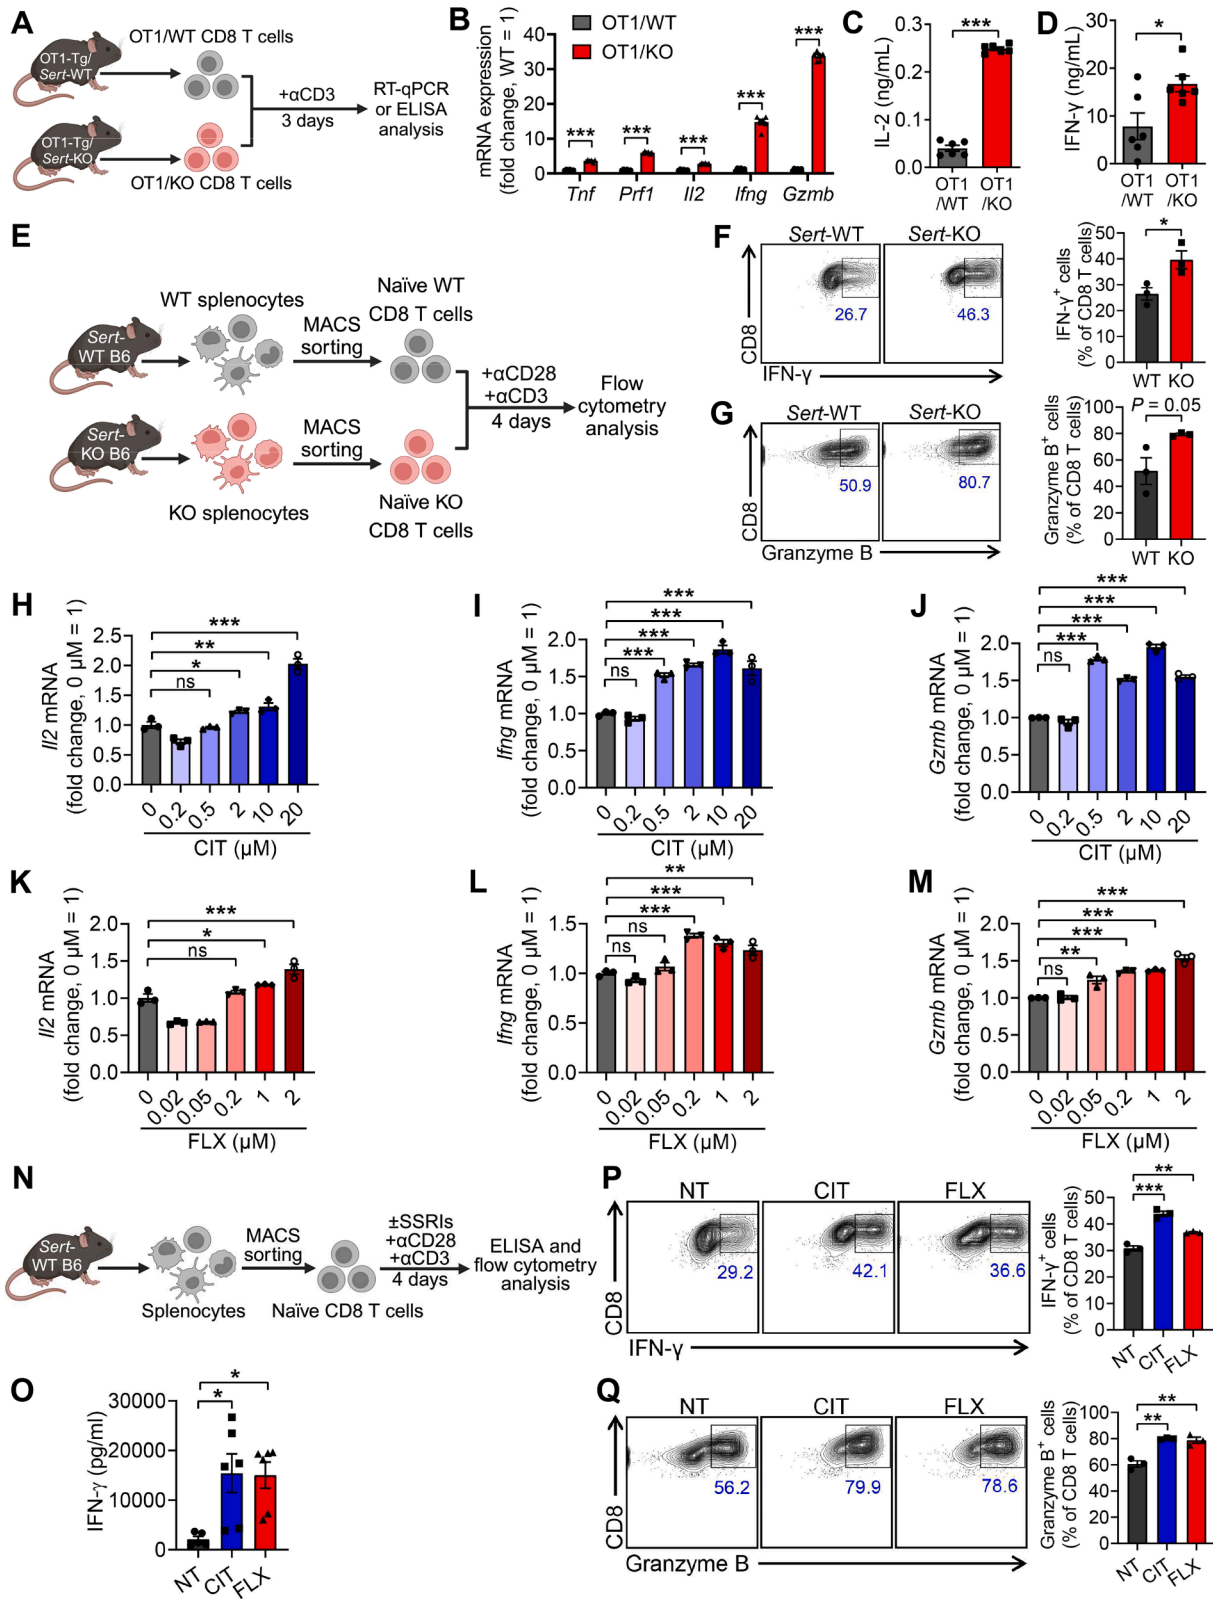 A
OT1-Tg/
Sert-WT
OT1/WT CD8 T cells
OT1-Tg/
Sert-KO
OT1/KO CD8 T cells
+αCD3
3 days
RT-qPCR
or ELISA
analysis
B
mRNA expression
(fold change, WT = 1)
OT1/WT
OT1/KO
40
30
20
10
0
***
***
***
***
***
Tnf
Prf1
Il2
Ifng
Gzmb
C
IL-2 (ng/mL)
0.3
0.2
0.1
0.0
***
OT1
/WT
OT1
/KO
D
IFN-γ (ng/mL)
30
20
10
0
*
OT1
/WT
OT1
/KO
E
Sert-
WT B6
WT splenocytes
MACS
sorting
Naïve WT
CD8 T cells
Sert-
KO B6
KO splenocytes
MACS
sorting
Naïve KO
CD8 T cells
+αCD28
+αCD3
4 days
Flow
cytometry
analysis
F
Sert-WT
Sert-KO
CD8
26.7
46.3
IFN-γ
IFN-γ+ cells
(% of CD8 T cells)
50
40
30
20
10
0
*
WT
KO
G
Sert-WT
Sert-KO
CD8
50.9
80.7
Granzyme B
Granzyme B+ cells
(% of CD8 T cells)
100
80
60
40
20
0
P = 0.05
WT
KO
H
Il2 mRNA
(fold change, 0 µM = 1)
2.5
2.0
1.5
1.0
0.5
0.0
***
**
*
ns
0
0.2
0.5
2
10
20
CIT (µM)
I
Ifng mRNA
(fold change, 0 µM = 1)
2.0
1.5
1.0
0.5
0.0
***
***
***
***
ns
0
0.2
0.5
2
10
20
CIT (µM)
J
Gzmb mRNA
(fold change, 0 µM = 1)
2.0
1.5
1.0
0.5
0.0
***
***
***
***
ns
0
0.2
0.5
2
10
20
CIT (µM)
K
Il2 mRNA
(fold change, 0 µM = 1)
2.0
1.5
1.0
0.5
0.0
***
*
ns
0
0.02
0.05
0.2
1
2
FLX (µM)
L
Ifng mRNA
(fold change, 0 µM = 1)
1.5
1.0
0.5
0.0
**
***
***
ns
ns
0
0.02
0.05
0.2
1
2
FLX (µM)
M
Gzmb mRNA
(fold change, 0 µM = 1)
2.0
1.5
1.0
0.5
0.0
***
***
***
**
ns
0
0.02
0.05
0.2
1
2
FLX (µM)
N
Sert-
WT B6
Splenocytes
MACS
sorting
Naïve CD8 T cells
±SSRIs
+αCD28
+αCD3
4 days
ELISA and
flow cytometry
analysis
O
IFN-γ (pg/ml)
30000
20000
10000
0
*
*
NT
CIT
FLX
P
NT
CIT
FLX
CD8
29.2
42.1
36.6
IFN-γ
IFN-γ+ cells
(% of CD8 T cells)
50
40
30
20
10
0
**
***
NT
CIT
FLX
Q
NT
CIT
FLX
CD8
56.2
79.9
78.6
Granzyme B
Granzyme B+ cells
(% of CD8 T cells)
100
80
60
40
20
0
**
**
NT
CIT
FLX